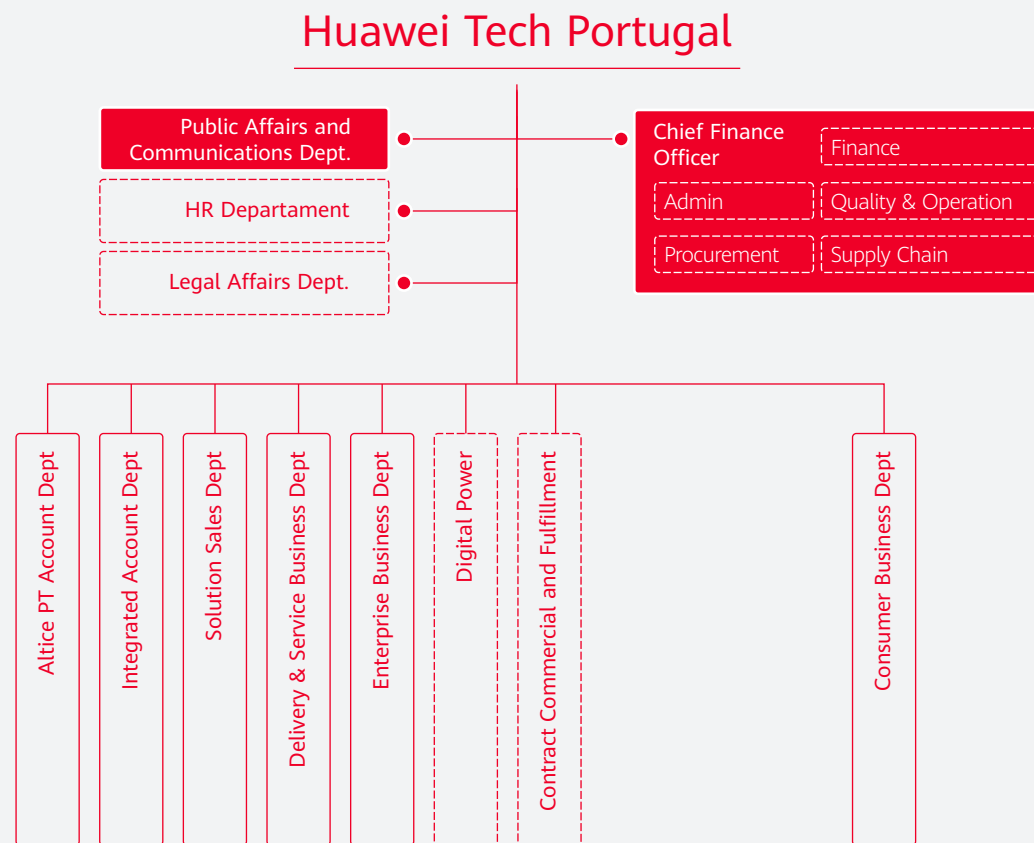 Huawei Tech Portugal
Public Affairs and
Communications Dept.
HR Departament
Legal Affairs Dept.
Chief Finance
Officer
Finance
Admin
Quality & Operation
Procurement
Supply Chain
Altice PT Account Dept
Integrated Account Dept
Solution Sales Dept
Delivery & Service Business Dept
Enterprise Business Dept
Digital Power
Contract Commercial and Fulfillment
Consumer Business Dept